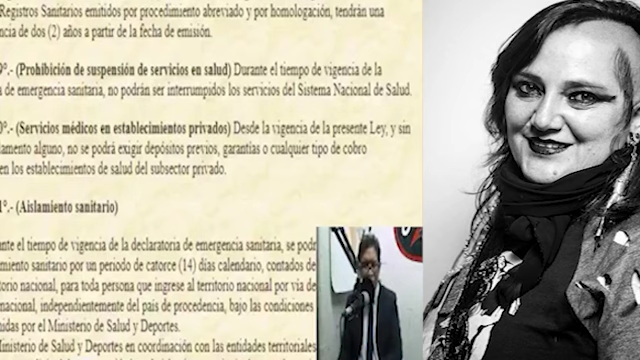 Registros Sanitarios emitidos por procedimiento abreviado y por homologación, tendrán una
encia de dos (2) años a partir de la fecha de emisión.
9°.- (Prohibición de suspensión de servicios en salud) Durante el tiempo de vigencia de la
a de emergencia sanitaria, no podrán ser interrumpidos los servicios del Sistema Nacional de Salud.
0°.- (Servicios médicos en establecimientos privados) Desde la vigencia de la presente Ley, y sin
lamento alguno, no se podrá exigir depósitos previos, garantías o cualquier tipo de cobro
en los establecimientos de salud del subsector privado.
1°.- (Aislamiento sanitario)
nte el tiempo de vigencia de la declaratoria de emergencia sanitaria, se podr
miento sanitario por un periodo de catorce (14) días calendario, contados de
torio nacional, para toda persona que ingrese al territorio nacional por vía de
nacional, independientemente del país de procedencia, bajo las condiciones
idas por el Ministerio de Salud y Deportes.
Ministerio de Salud y Deportes en coordinación con las entidades territoriales